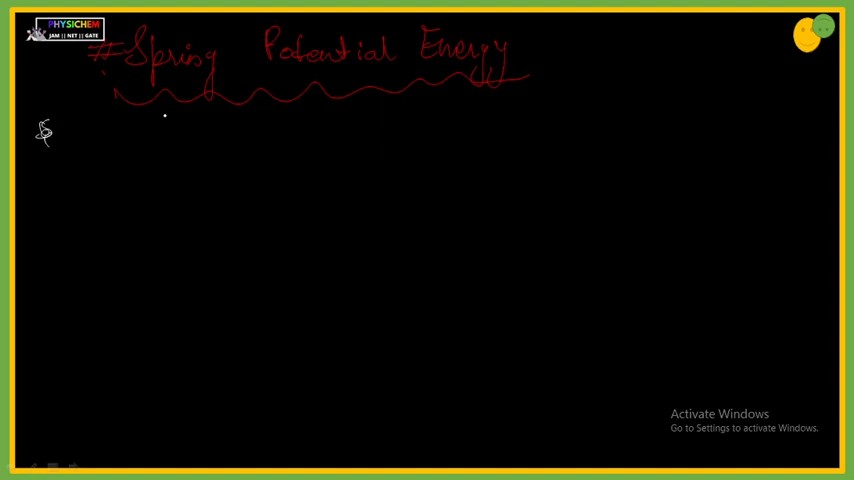 PHYSICHEM
JAM || NET || GATE
# Spring Potential Energy
Activate Windows
Go to Settings to activate Windows.